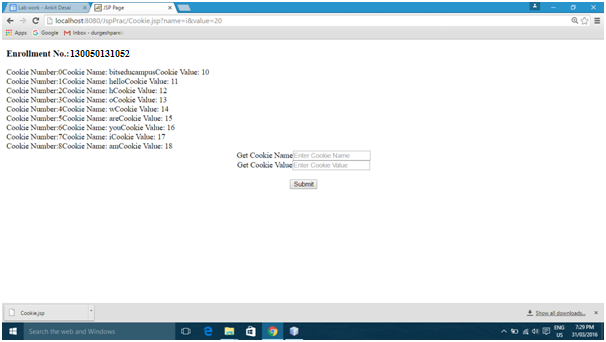 Lab work - Ankit Desai
JSP Page
localhost:8080/JspPrac/Cookie.jsp?name=i&value=20
Apps Google Inbox - durgeshparm
Enrollment No.:130050131052
Cookie Number:0Cookie Name: bitseducampusCookie Value: 10
Cookie Number:1Cookie Name: helloCookie Value: 11
Cookie Number:2Cookie Name: hCookie Value: 12
Cookie Number:3Cookie Name: oCookie Value: 13
Cookie Number:4Cookie Name: wCookie Value: 14
Cookie Number:5Cookie Name: areCookie Value: 15
Cookie Number:6Cookie Name: youCookie Value: 16
Cookie Number:7Cookie Name: iCookie Value: 17
Cookie Number:8Cookie Name: amCookie Value: 18
Get Cookie Name Enter Cookie Name
Get Cookie Value Enter Cookie Value
Submit
Cookie.jsp
Show all downloads...
Search the web and Windows
ENG 7:29 PM
US 31/03/2016